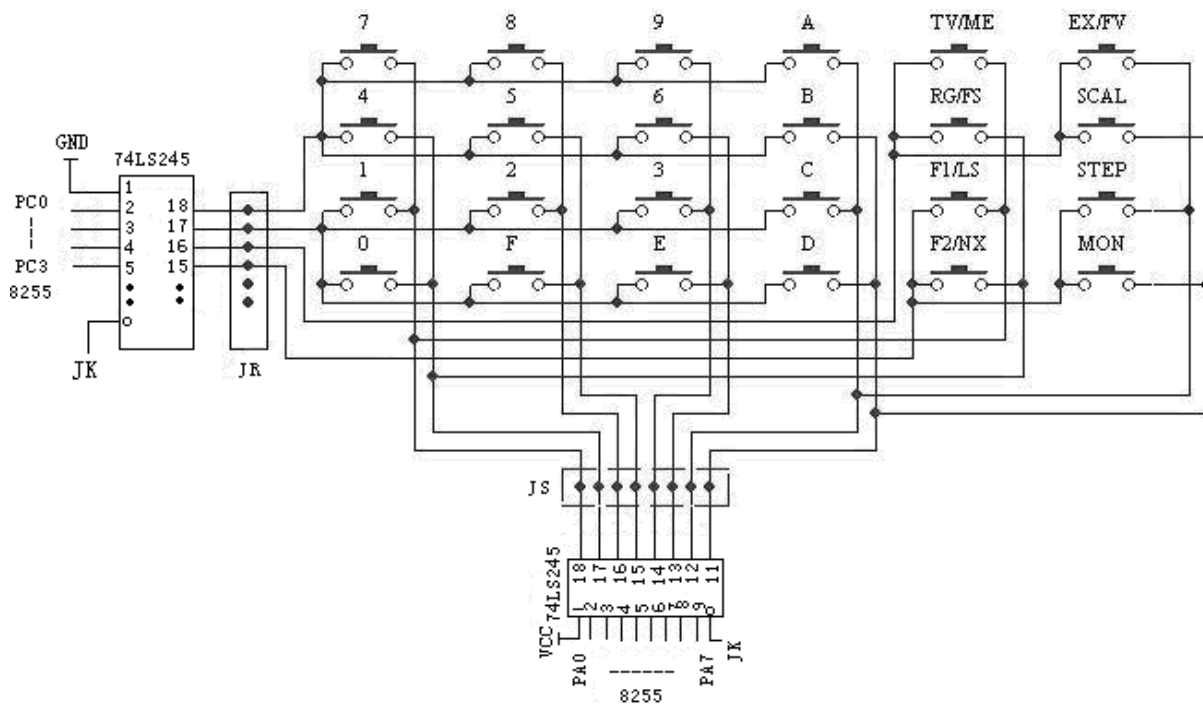 7 8 9 A TV/ME EX/FV
4 5 6 B RG/FS SCAL
GND
74LS245
1 2 3 C F1/LS STEP
1
PC0 2 18
3 17
4 16
PC3 5 15
8255
0 F E D F2/NX MON
JK
JR
JS
74LS245
18 17 16 15 14 13 12 11
1 2 3 4 5 6 7 8 9
VCC
PA0
PA7
JK
8255